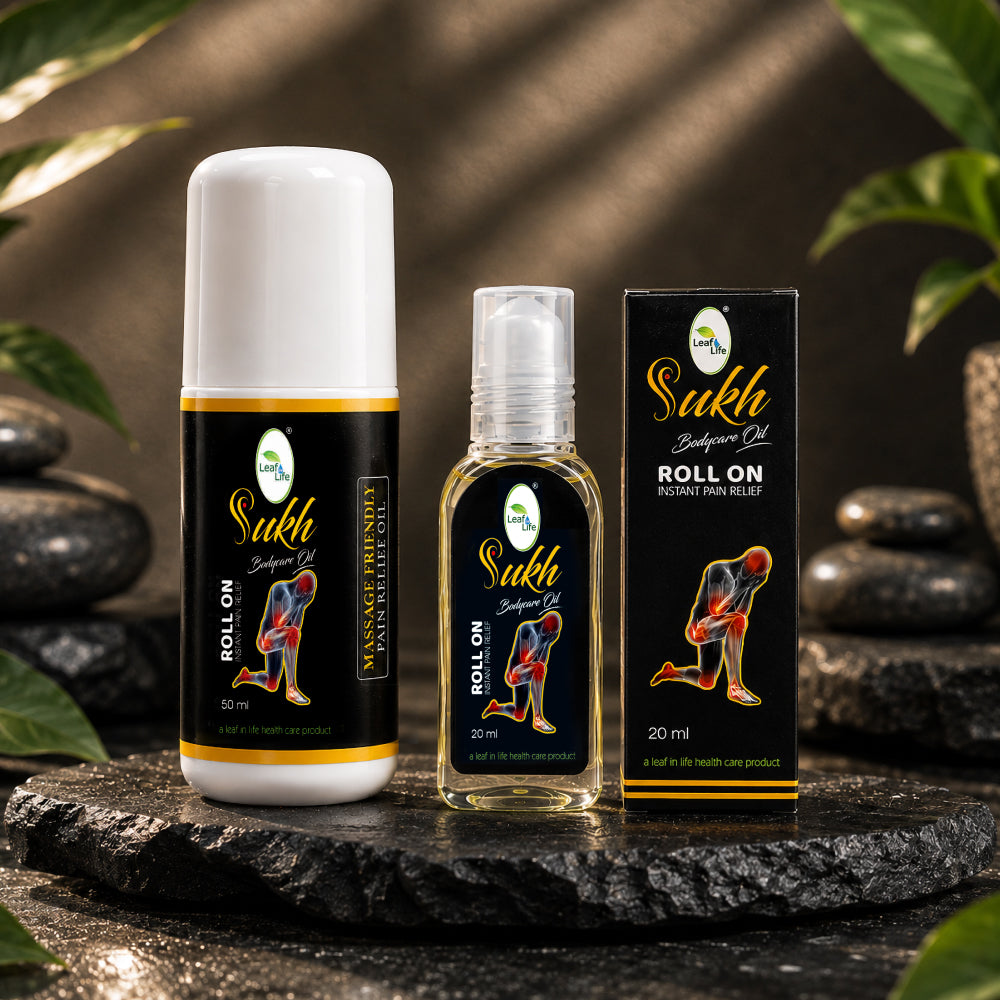 ®
Leaf
Life
Sukh
Bodycare Oil
ROLL ON
INSTANT PAIN RELIEF
MASSAGE FRIENDLY
PAIN RELIEF OIL
50 ml
a leaf in life health care product
®
Leaf
Life
Sukh
Bodycare Oil
ROLL ON
INSTANT PAIN RELIEF
20 ml
a leaf in life health care product
®
Leaf
Life
Sukh
Bodycare Oil
ROLL ON
INSTANT PAIN RELIEF
20 ml
a leaf in life health care product